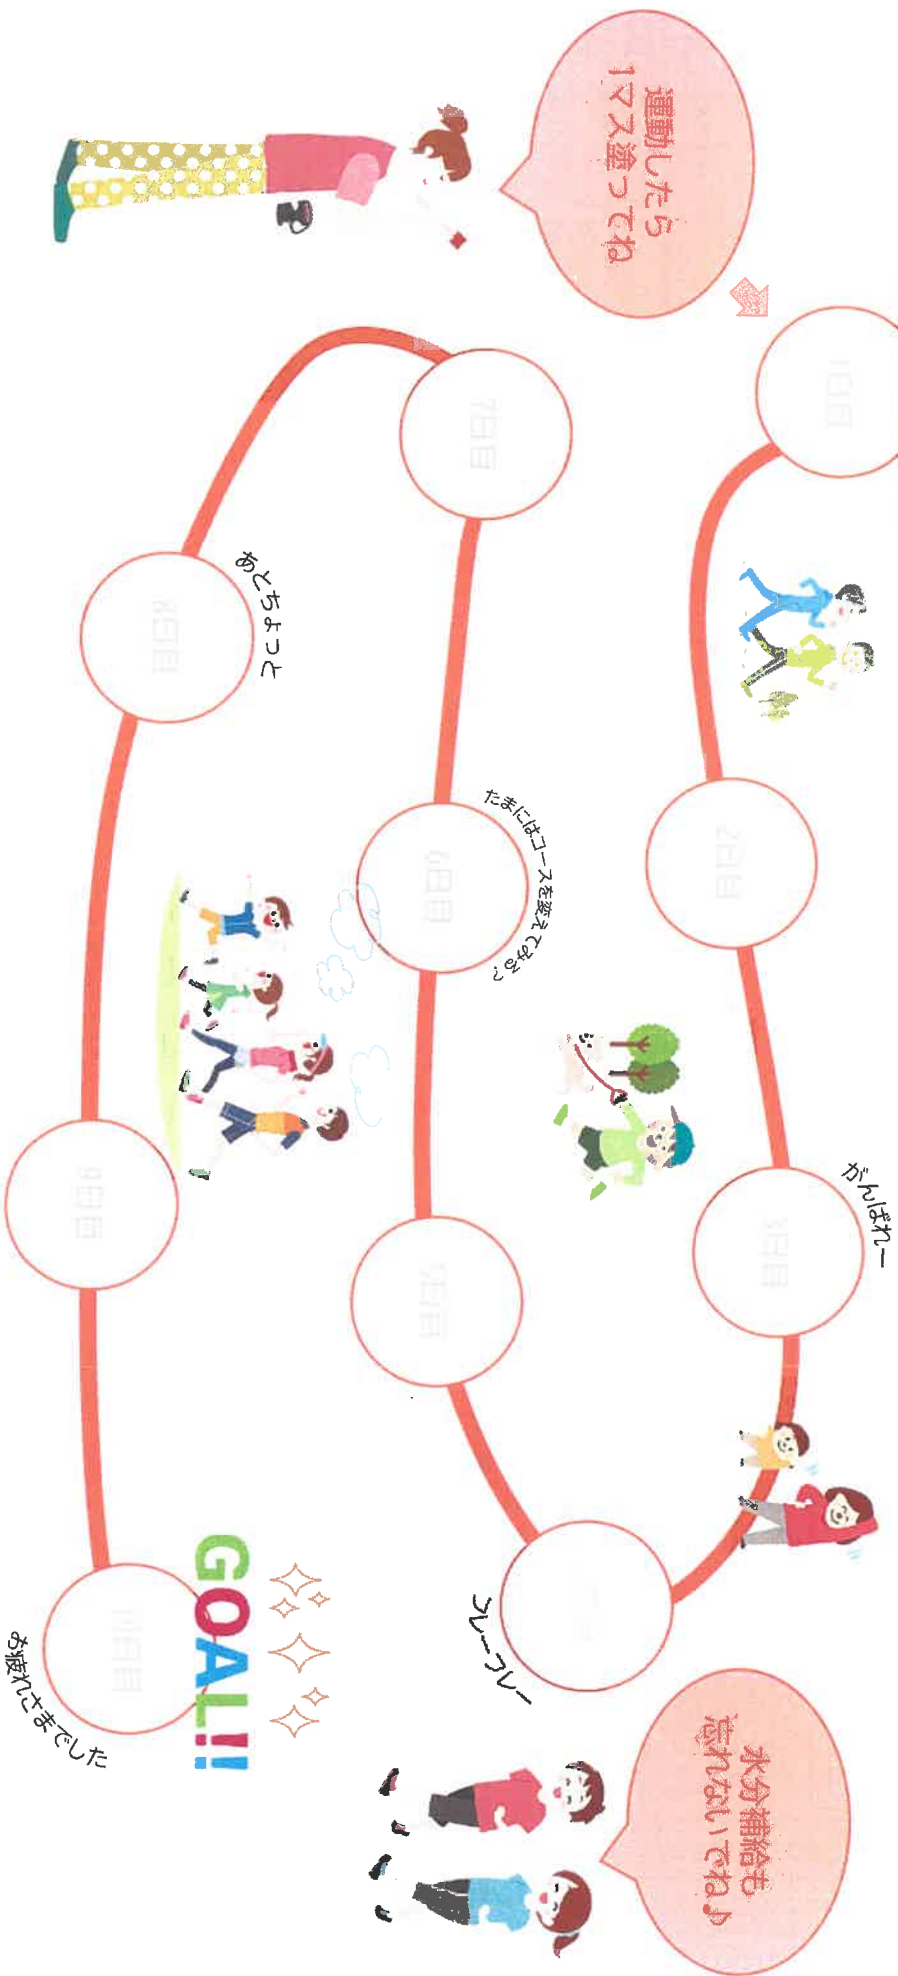 運動したら
1マス塗ってね
1日目
2日目
がんばれー
3日目
フレーフレー
水分補給も
忘れないでね♪
5日目
たまにはコースを変えてみる?
6日目
7日目
あとちょっと
8日目
9日目
10日目
GOAL!!
お疲れさまでした